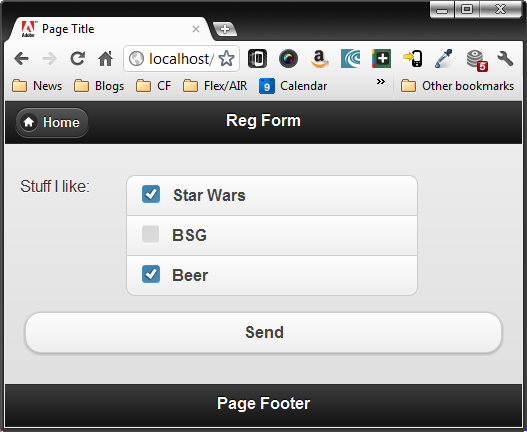 Page Title
localhost/
News Blogs CF Flex/AIR 9 Calendar » Other bookmarks
Home
Reg Form
Stuff I like:
Star Wars
BSG
Beer
Send
Page Footer